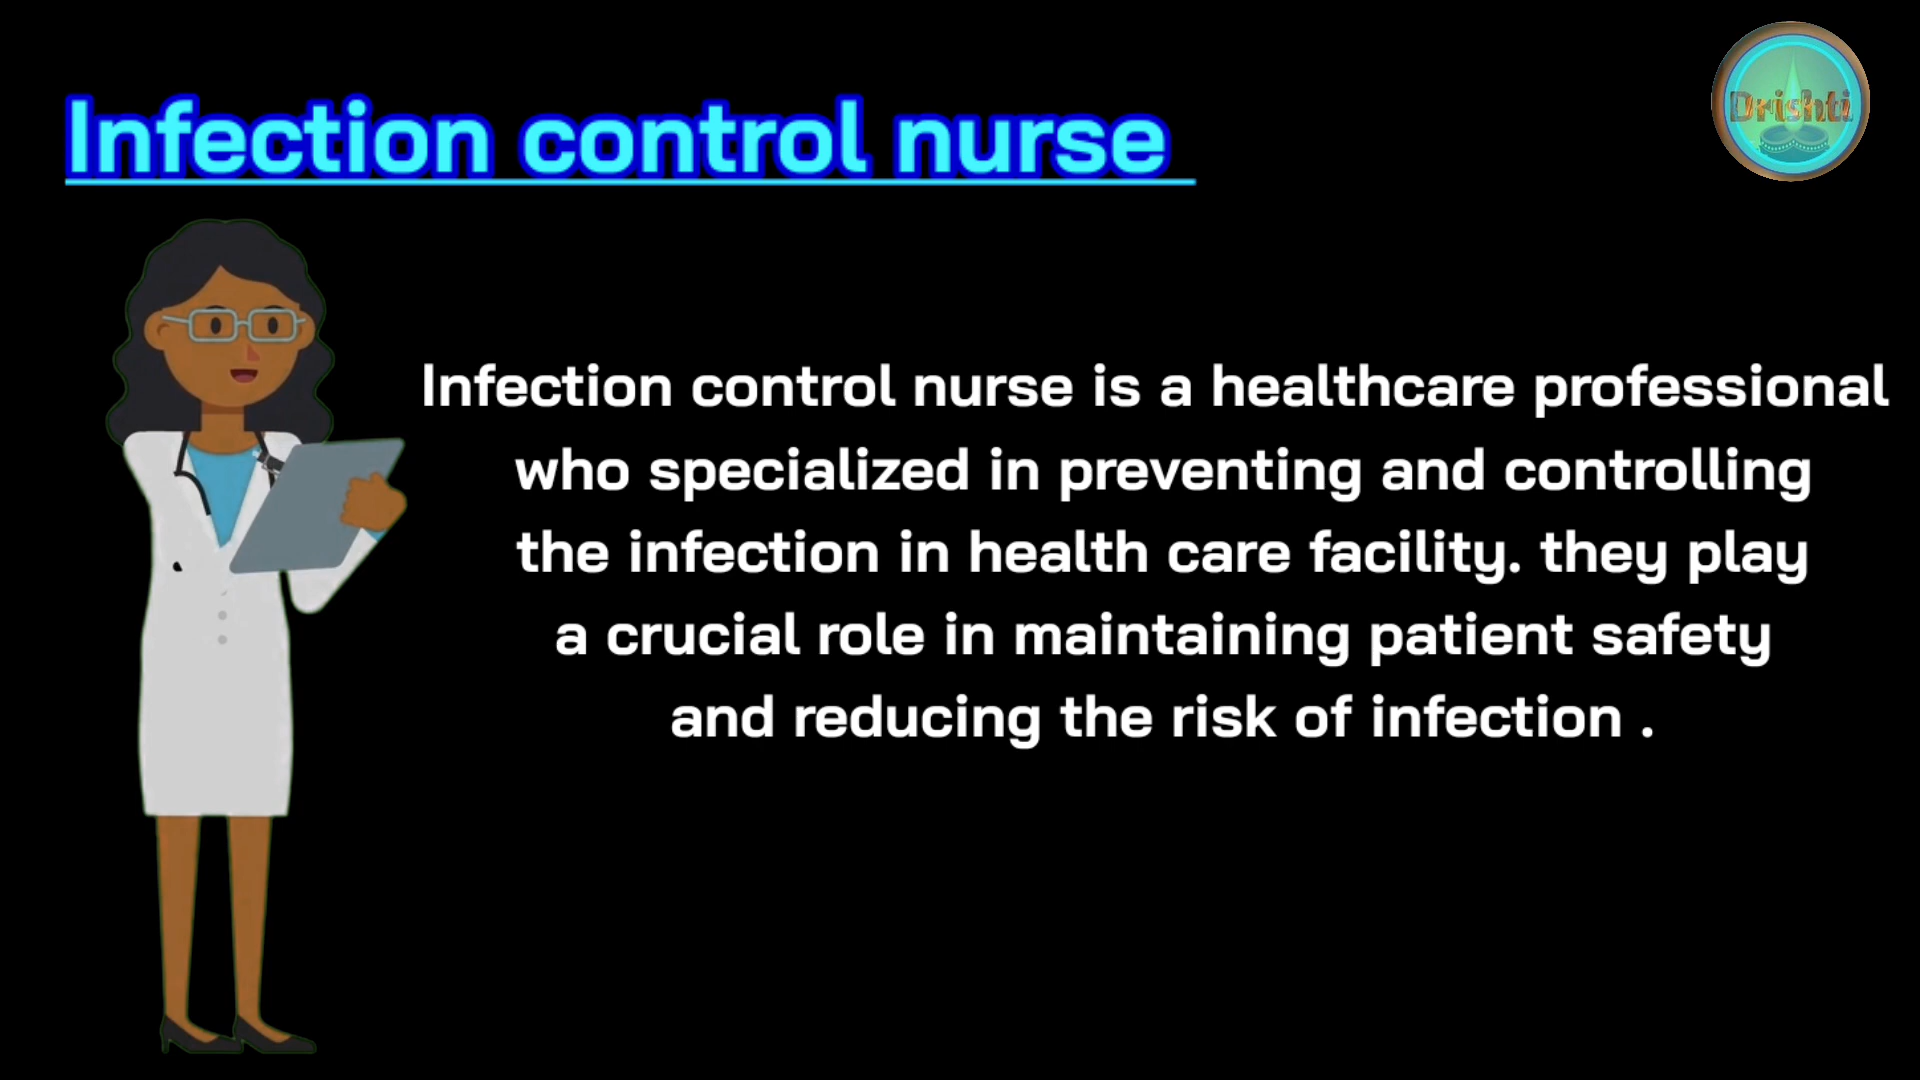 Infection control nurse
Drishti
Infection control nurse is a healthcare professional
who specialized in preventing and controlling
the infection in health care facility. they play
a crucial role in maintaining patient safety
and reducing the risk of infection .